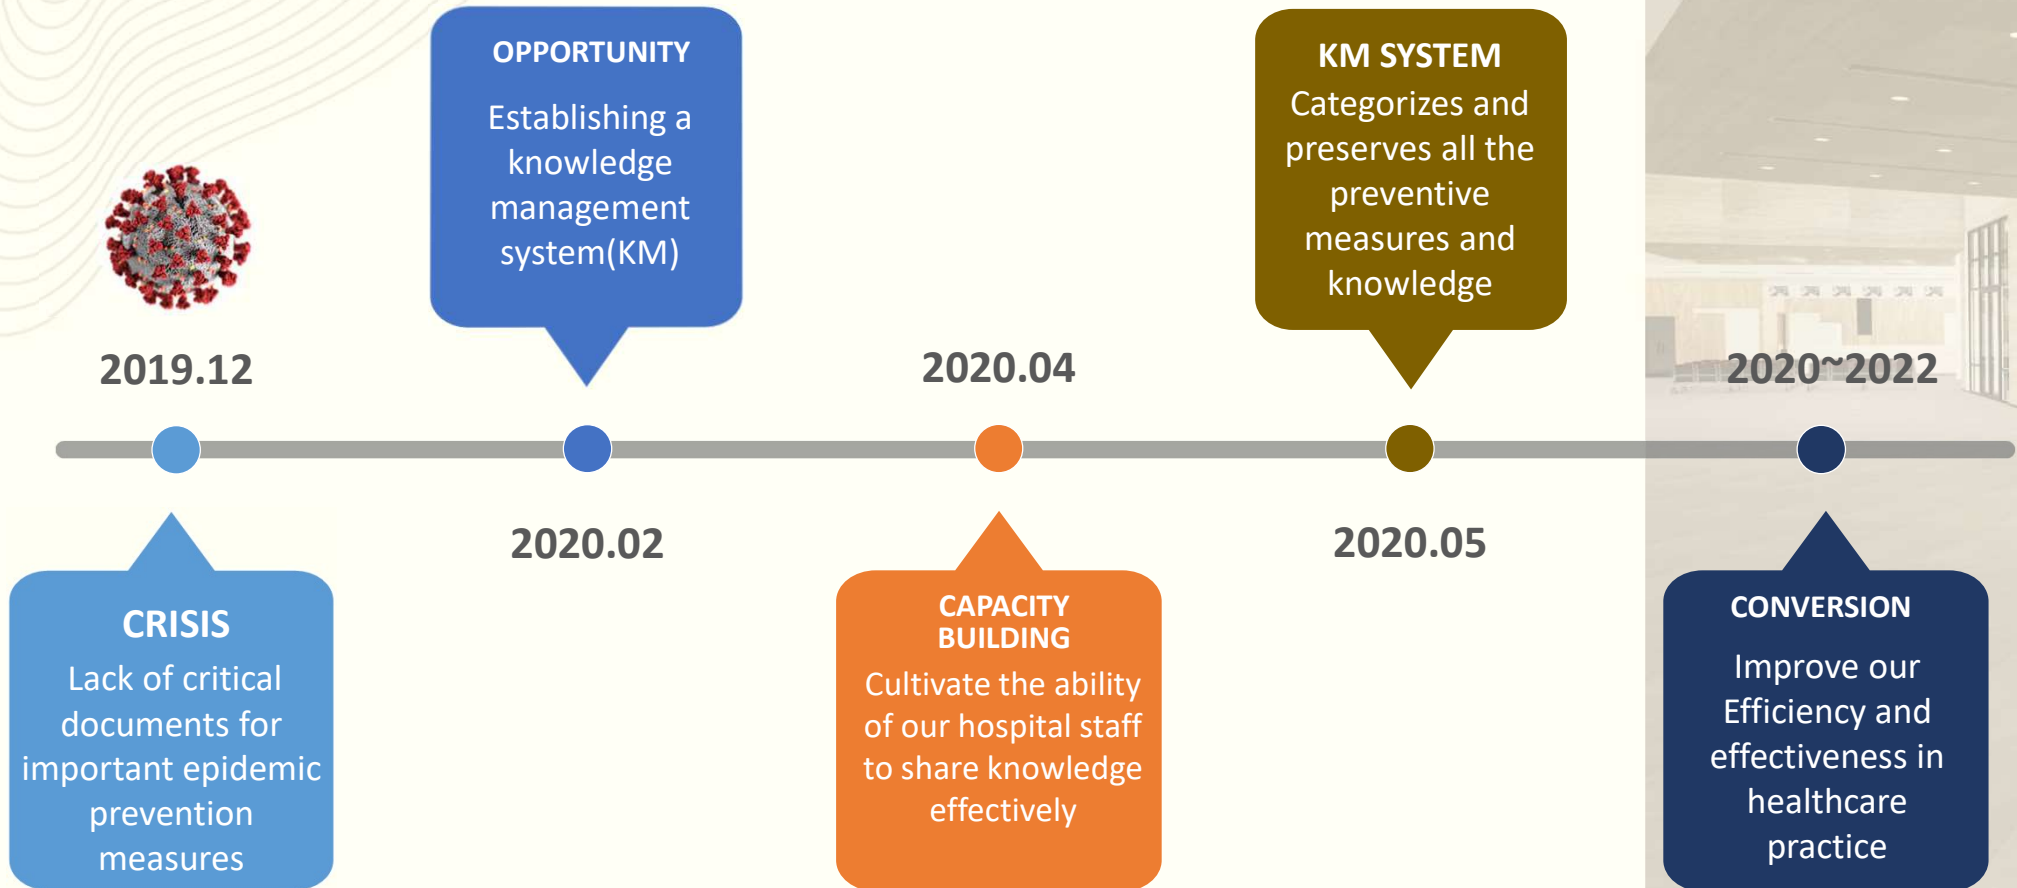 2019.12
CRISIS
Lack of critical
documents for
important epidemic
prevention
measures
OPPORTUNITY
Establishing a
knowledge
management
system(KM)
2020.02
2020.04
CAPACITY
BUILDING
Cultivate the ability
of our hospital staff
to share knowledge
effectively
KM SYSTEM
Categorizes and
preserves all the
preventive
measures and
knowledge
2020.05
2020~2022
CONVERSION
Improve our
Efficiency and
effectiveness in
healthcare
practice